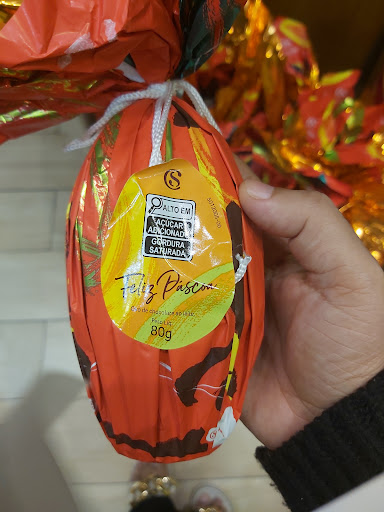 CS
ALTO EM
AÇÚCAR
ADICIONADO
GORDURA
SATURADA
Feliz Páscoa
80g